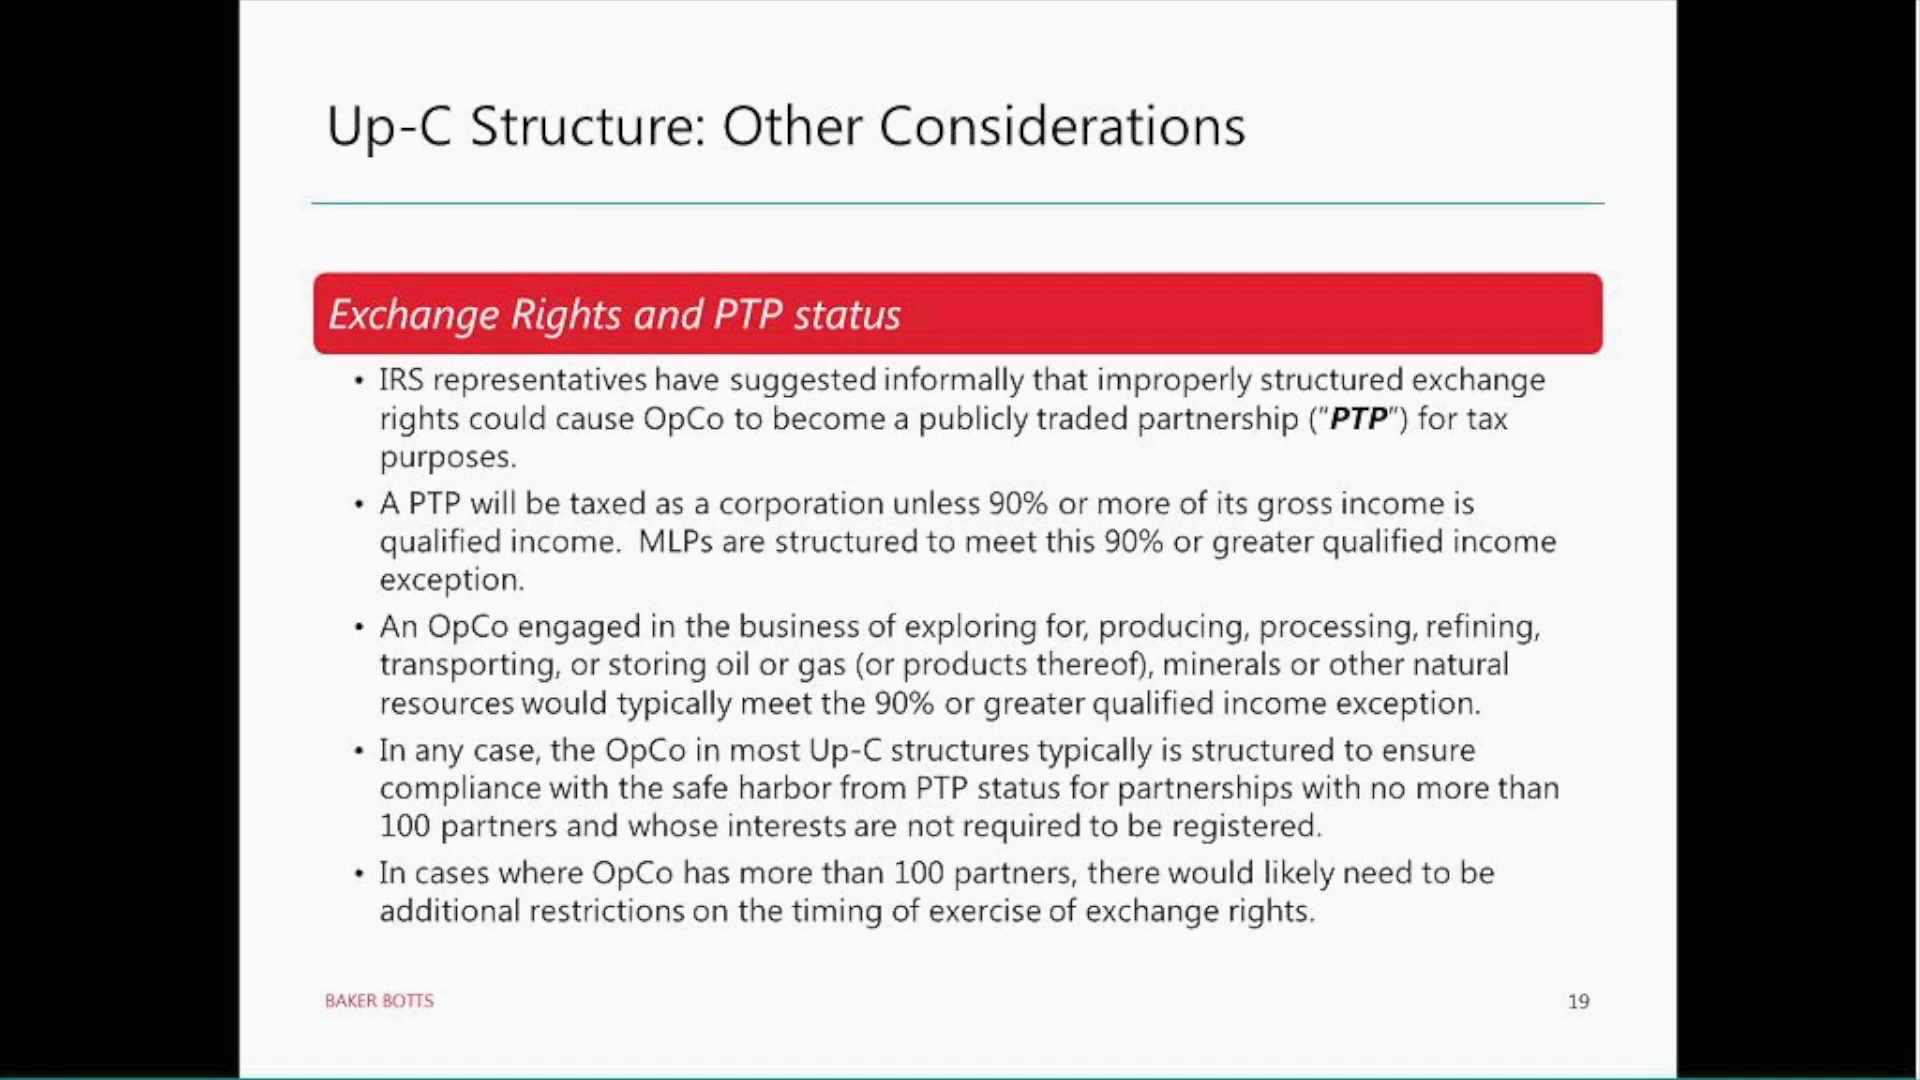 Up-C Structure: Other Considerations
Exchange Rights and PTP status
• IRS representatives have suggested informally that improperly structured exchange
rights could cause OpCo to become a publicly traded partnership ("PTP") for tax
purposes.
• A PTP will be taxed as a corporation unless 90% or more of its gross income is
qualified income.  MLPs are structured to meet this 90% or greater qualified income
exception.
• An OpCo engaged in the business of exploring for, producing, processing, refining,
transporting, or storing oil or gas (or products thereof), minerals or other natural
resources would typically meet the 90% or greater qualified income exception.
• In any case, the OpCo in most Up-C structures typically is structured to ensure
compliance with the safe harbor from PTP status for partnerships with no more than
100 partners and whose interests are not required to be registered.
• In cases where OpCo has more than 100 partners, there would likely need to be
additional restrictions on the timing of exercise of exchange rights.
BAKER BOTTS
19